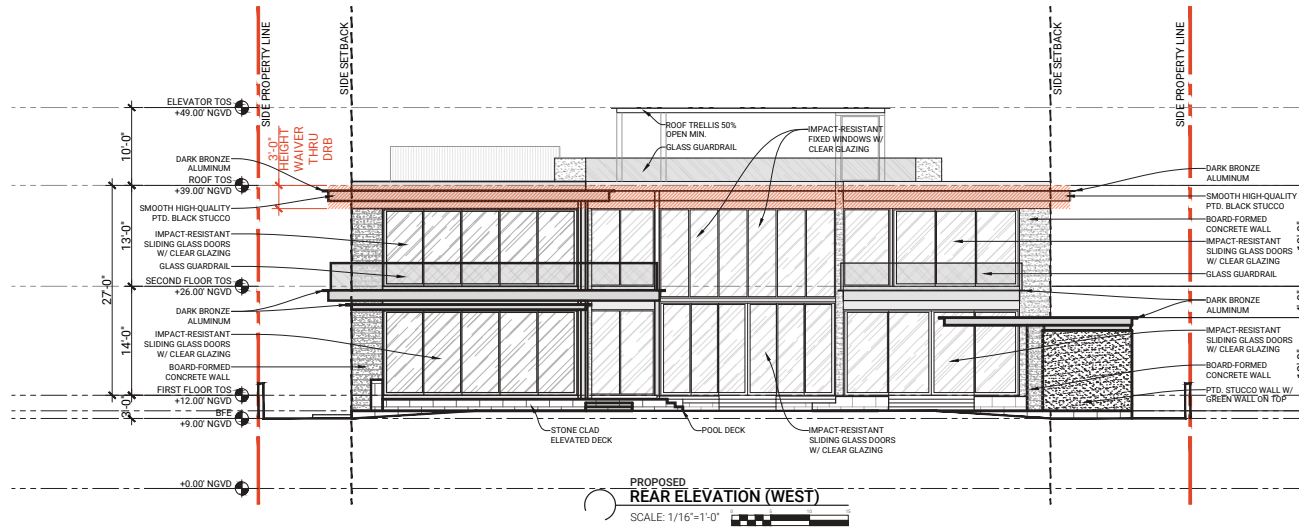 SIDE PROPERTY LINE
SIDE SETBACK
SIDE SETBACK
SIDE PROPERTY LINE
ELEVATOR TOS
+49.00' NGVD
10'-0"
3'-0"
HEIGHT
WAIVER
THRU
DRB
DARK BRONZE
ALUMINUM
ROOF TOS
+39.00' NGVD
SMOOTH HIGH-QUALITY
PTD. BLACK STUCCO
IMPACT-RESISTANT
SLIDING GLASS DOORS
W/ CLEAR GLAZING
13'-0"
GLASS GUARDRAIL
SECOND FLOOR TOS
+26.00' NGVD
27'-0"
DARK BRONZE
ALUMINUM
IMPACT-RESISTANT
SLIDING GLASS DOORS
W/ CLEAR GLAZING
14'-0"
BOARD-FORMED
CONCRETE WALL
FIRST FLOOR TOS
+12.00' NGVD
3'-0"
BFE
+9.00' NGVD
+0.00' NGVD
ROOF TRELLIS 50%
OPEN MIN.
GLASS GUARDRAIL
IMPACT-RESISTANT
FIXED WINDOWS W/
CLEAR GLAZING
DARK BRONZE
ALUMINUM
SMOOTH HIGH-QUALITY
PTD. BLACK STUCCO
BOARD-FORMED
CONCRETE WALL
IMPACT-RESISTANT
SLIDING GLASS DOORS
W/ CLEAR GLAZING
GLASS GUARDRAIL
DARK BRONZE
ALUMINUM
IMPACT-RESISTANT
SLIDING GLASS DOORS
W/ CLEAR GLAZING
BOARD-FORMED
CONCRETE WALL
PTD. STUCCO WALL W/
GREEN WALL ON TOP
STONE CLAD
ELEVATED DECK
POOL DECK
IMPACT-RESISTANT
SLIDING GLASS DOORS
W/ CLEAR GLAZING
PROPOSED
REAR ELEVATION (WEST)
SCALE: 1/16"=1'-0"